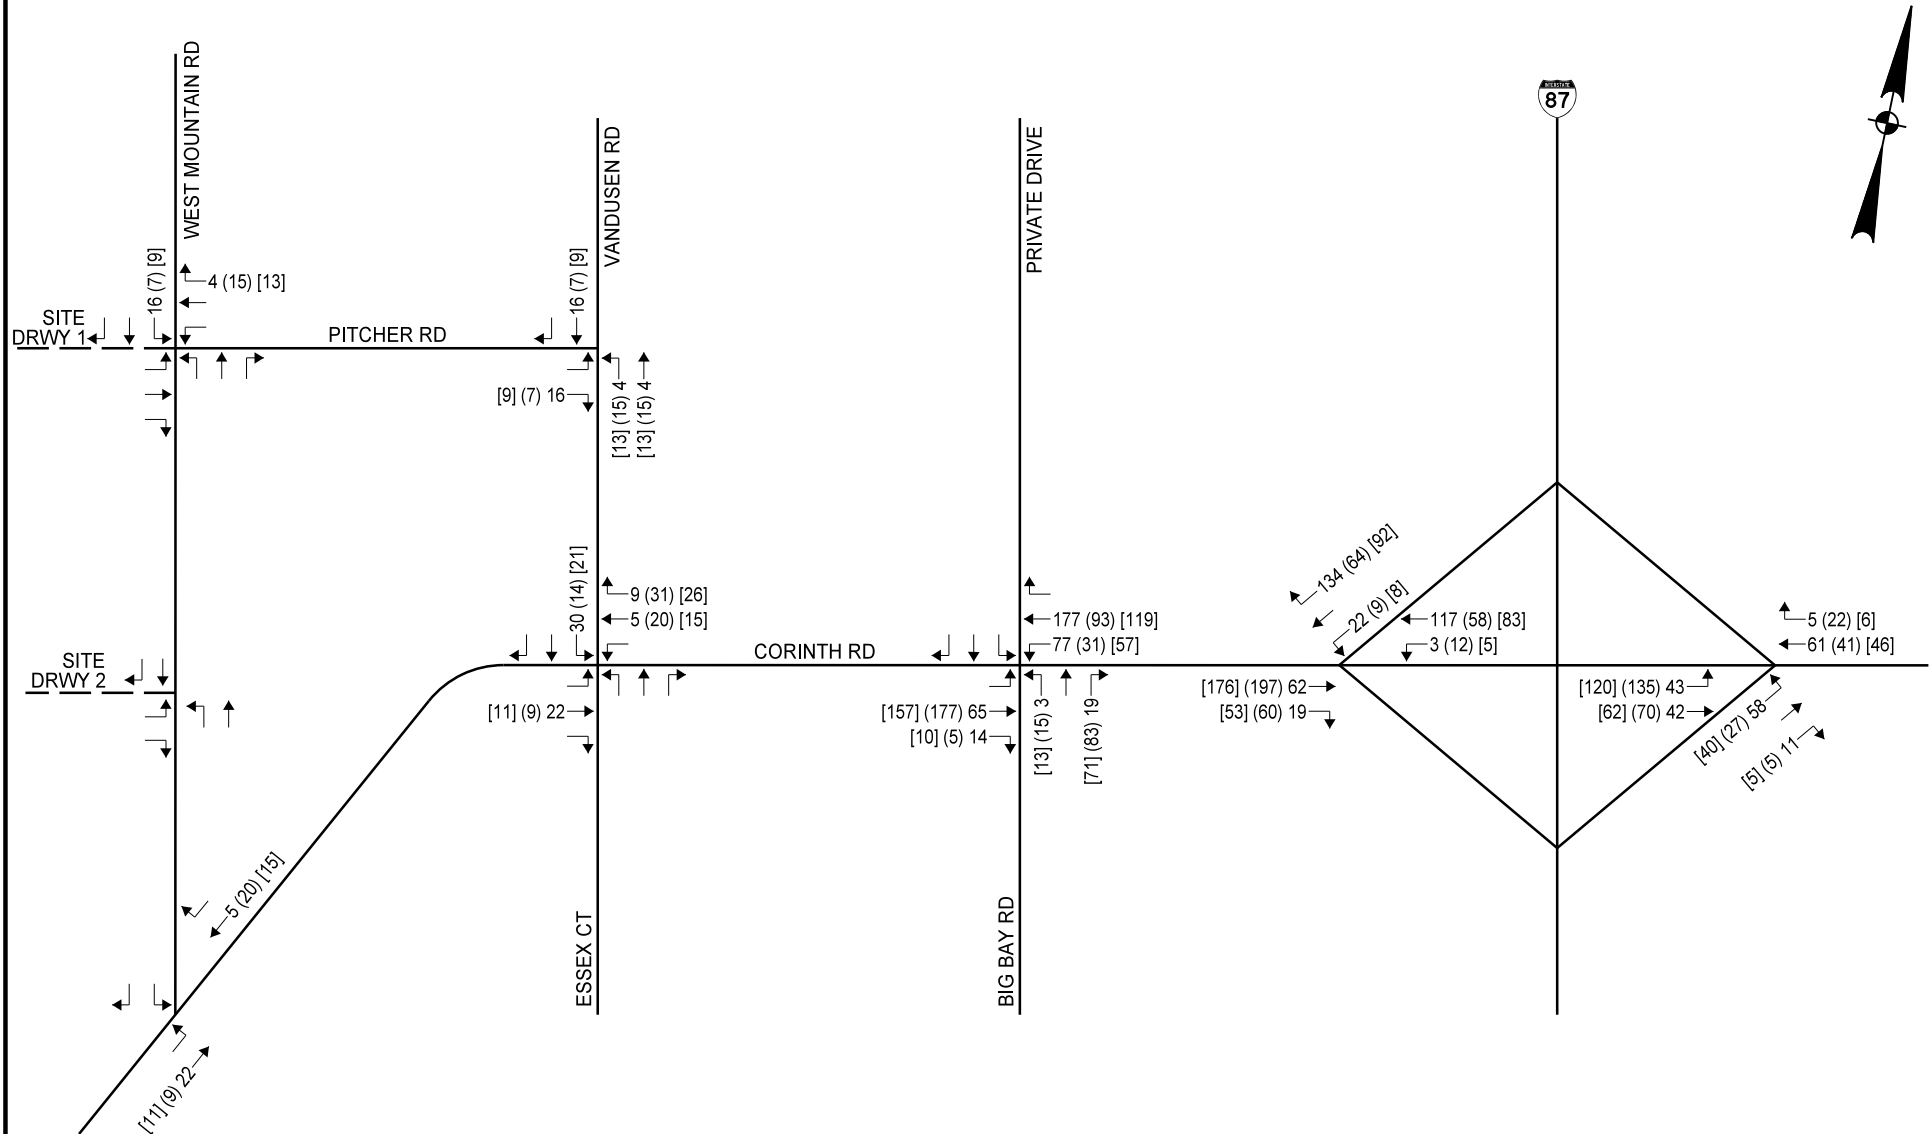 WEST MOUNTAIN RD
VANDUSEN RD
PRIVATE DRIVE
INTERSTATE
87
16 (7) [9]
4 (15) [13]
SITE
DRWY 1
PITCHER RD
16 (7) [9]
[9] (7) 16
[13] (15) 4
[13] (15) 4
30 (14) [21]
9 (31) [26]
5 (20) [15]
CORINTH RD
177 (93) [119]
77 (31) [57]
134 (64) [92]
22 (9) [8]
117 (58) [83]
3 (12) [5]
5 (22) [6]
61 (41) [46]
SITE
DRWY 2
[11] (9) 22
[157] (177) 65
[10] (5) 14
[13] (15) 3
[71] (83) 19
[176] (197) 62
[53] (60) 19
[120] (135) 43
[62] (70) 42
[40] (27) 58
[5] (5) 11
5 (20) [15]
ESSEX CT
BIG BAY RD
[11] (9) 22